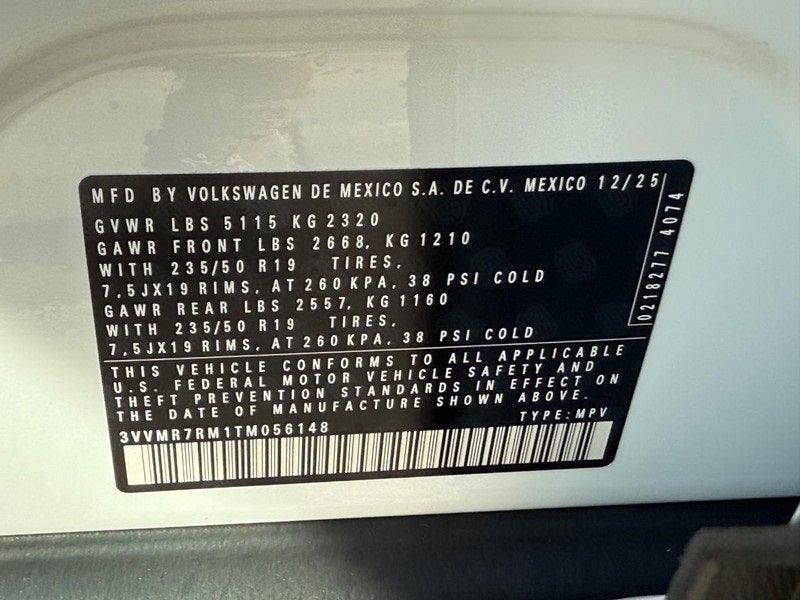 MFD BY VOLKSWAGEN DE MEXICO S.A. DE C.V. MEXICO 12/25
GVWR LBS 5115 KG 2320
GAWR FRONT LBS 2668, KG 1210
WITH 235/50 R19 TIRES,
7,5JX19 RIMS, AT 260 KPA, 38 PSI COLD
GAWR REAR LBS 2557, KG 1160
WITH 235/50 R19 TIRES,
7,5JX19 RIMS, AT 260 KPA, 38 PSI COLD
0218277 4074
THIS VEHICLE CONFORMS TO ALL APPLICABLE
U.S. FEDERAL MOTOR VEHICLE SAFETY AND
THEFT PREVENTION STANDARDS IN EFFECT ON
THE DATE OF MANUFACTURE SHOWN ABOVE.
3VVMR7RM1TM056148 TYPE: MPV